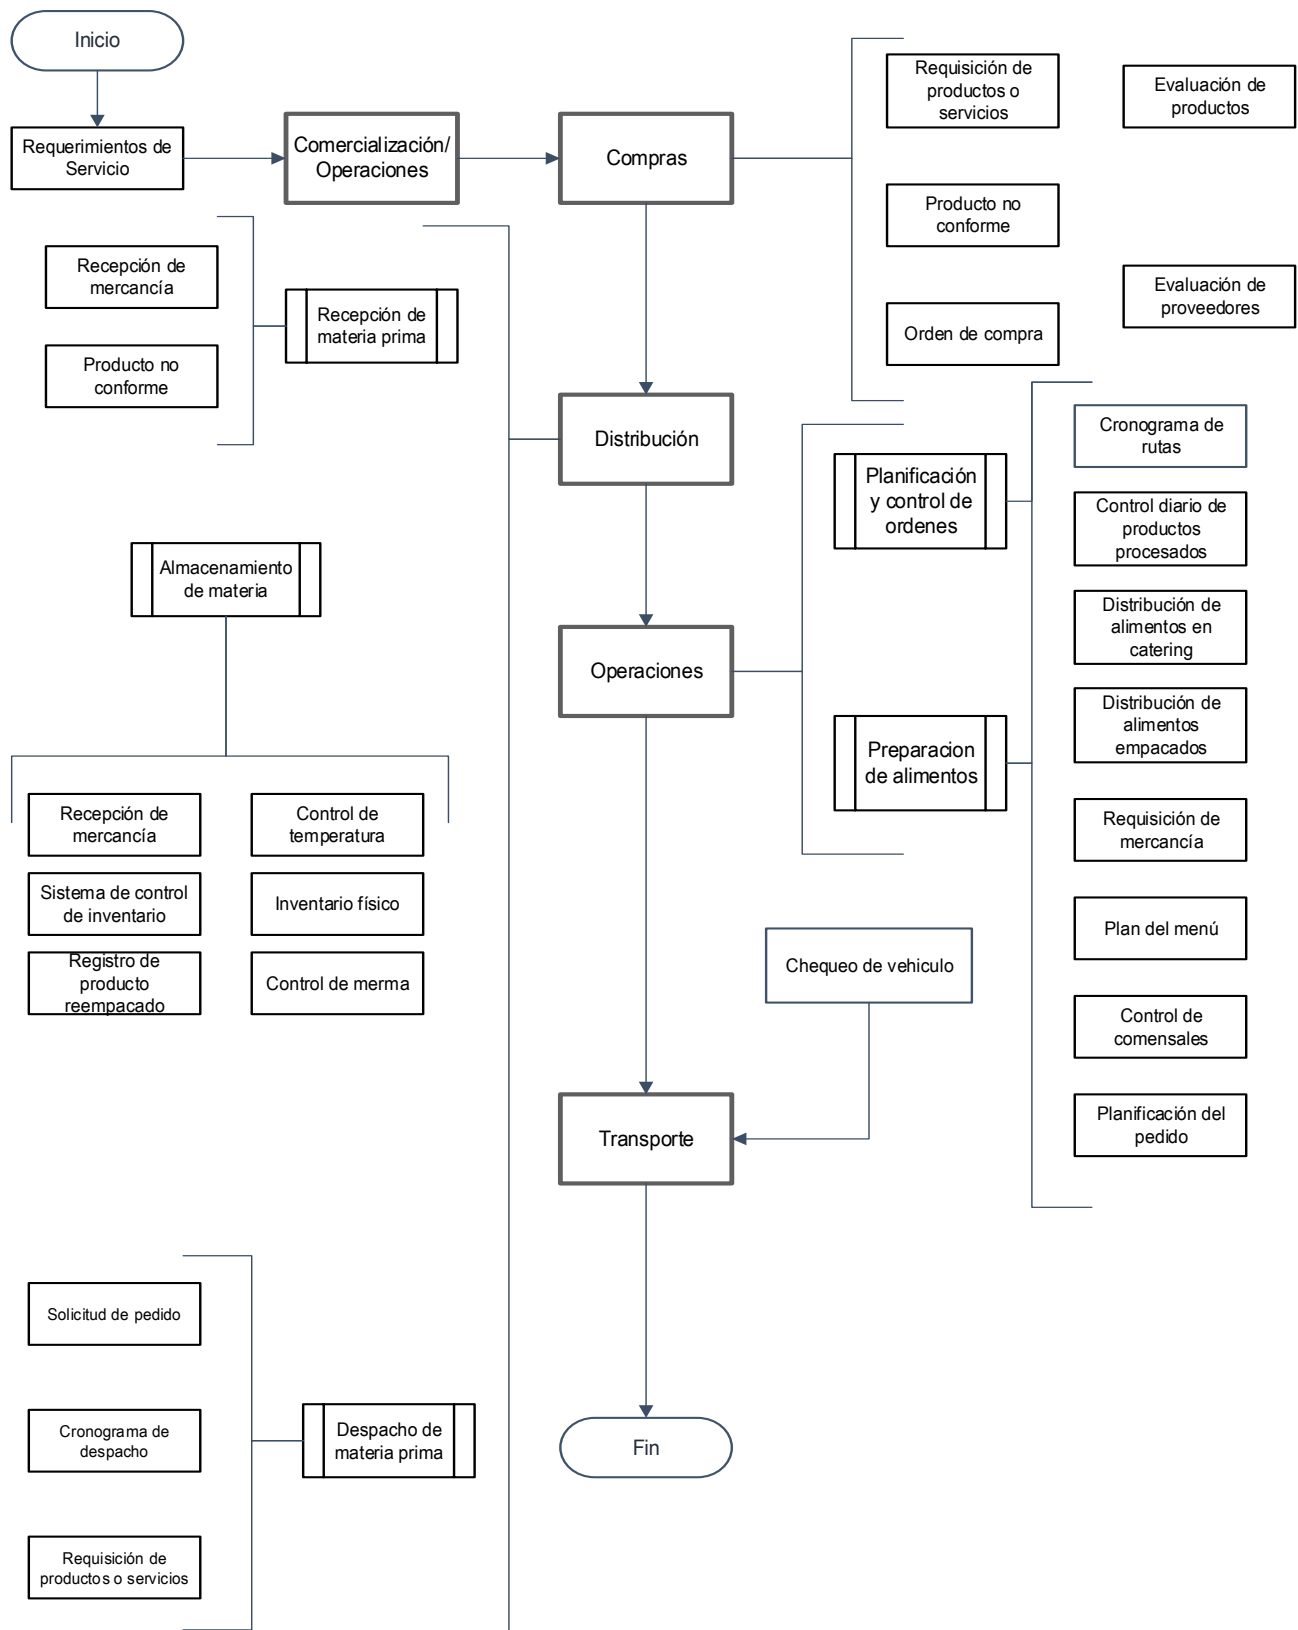 Inicio
Requerimientos de
Servicio
Comercialización/
Operaciones
Compras
Requisición de
productos o
servicios
Evaluación de
productos
Producto no
conforme
Evaluación de
proveedores
Orden de compra
Recepción de
mercancía
Producto no
conforme
Recepción de
materia prima
Distribución
Planificación
y control de
ordenes
Cronograma de
rutas
Control diario de
productos
procesados
Distribución de
alimentos en
catering
Distribución de
alimentos
empacados
Requisición de
mercancía
Plan del menú
Control de
comensales
Planificación del
pedido
Almacenamiento
de materia
Operaciones
Preparacion
de alimentos
Recepción de
mercancía
Control de
temperatura
Sistema de control
de inventario
Inventario físico
Registro de
producto
reempacado
Control de merma
Chequeo de vehiculo
Transporte
Solicitud de pedido
Cronograma de
despacho
Requisición de
productos o servicios
Despacho de
materia prima
Fin